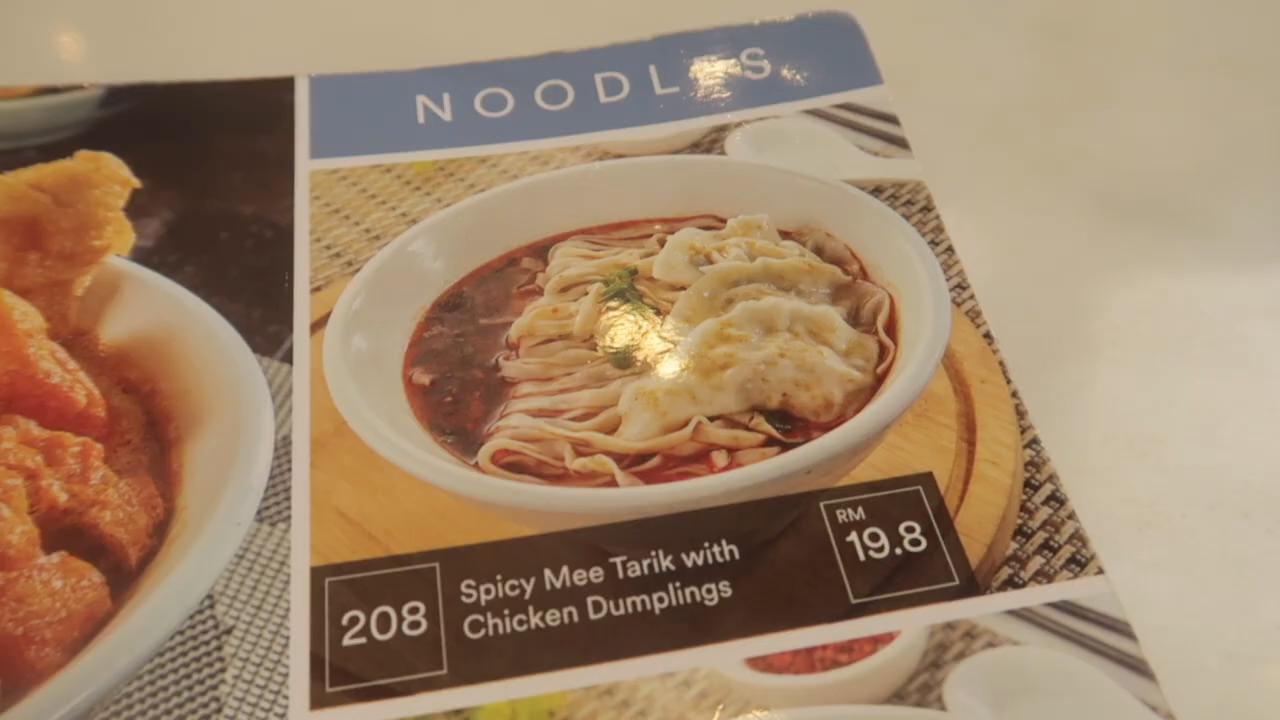 NOODLES
208
Spicy Mee Tarik with
Chicken Dumplings
RM
19.8